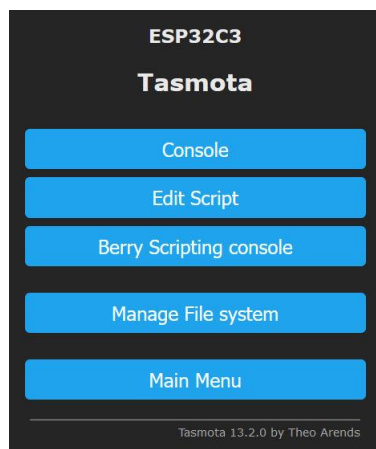 ESP32C3
Tasmota
Console
Edit Script
Berry Scripting console
Manage File system
Main Menu
Tasmota 13.2.0 by Theo Arends